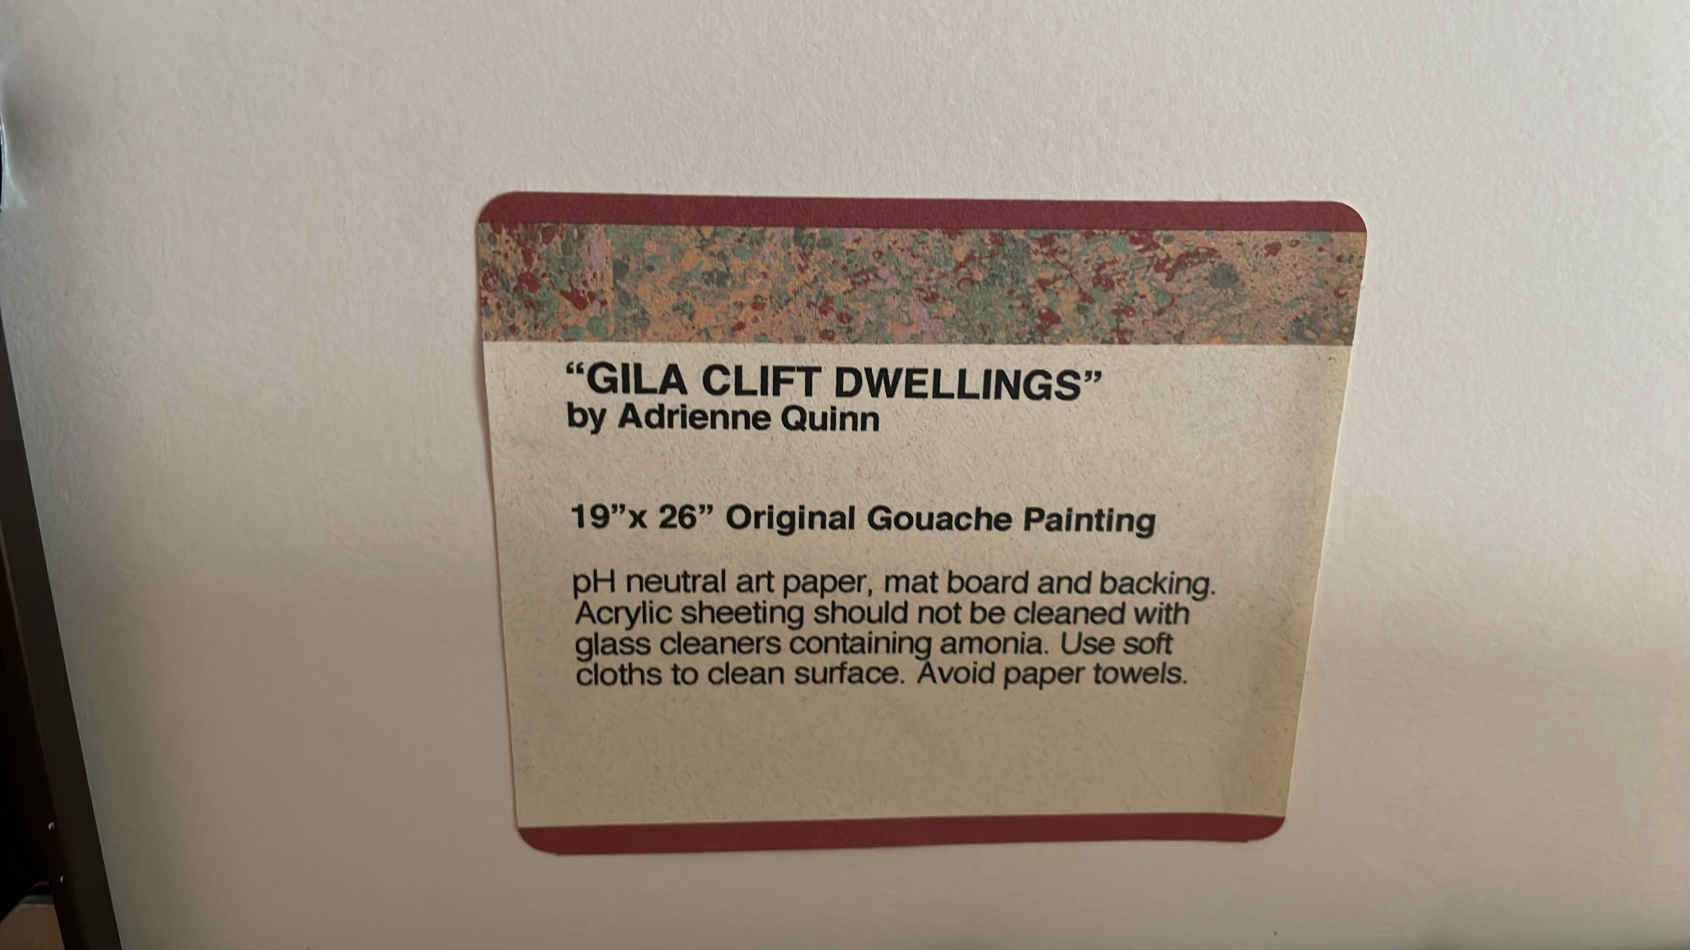 “GILA CLIFT DWELLINGS”
by Adrienne Quinn
19”x 26” Original Gouache Painting
pH neutral art paper, mat board and backing.
Acrylic sheeting should not be cleaned with
glass cleaners containing amonia. Use soft
cloths to clean surface. Avoid paper towels.